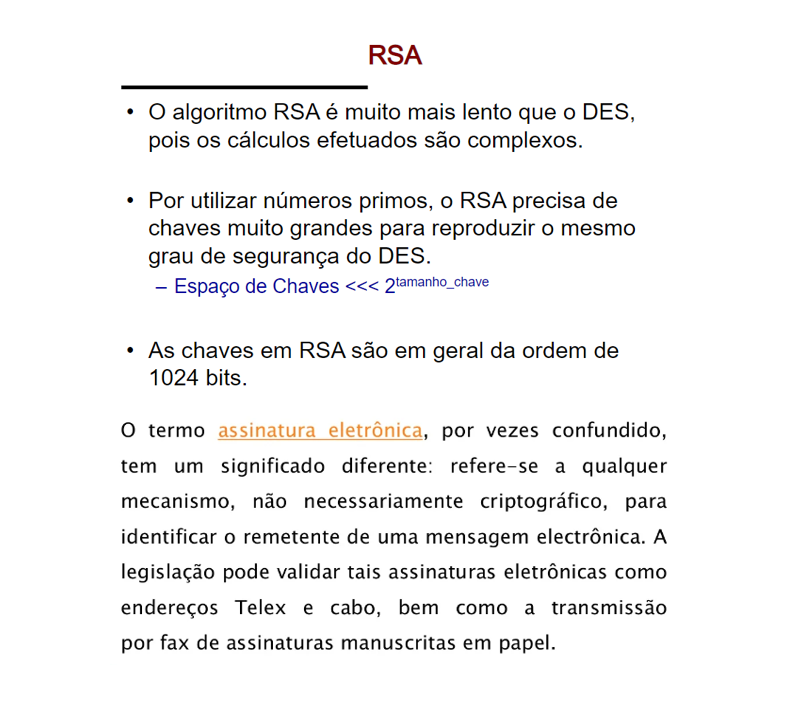 RSA
• O algoritmo RSA é muito mais lento que o DES,
pois os cálculos efetuados são complexos.
• Por utilizar números primos, o RSA precisa de
chaves muito grandes para reproduzir o mesmo
grau de segurança do DES.
– Espaço de Chaves <<< 2^tamanho_chave
• As chaves em RSA são em geral da ordem de
1024 bits.
O termo assinatura eletrônica, por vezes confundido,
tem um significado diferente: refere-se a qualquer
mecanismo, não necessariamente criptográfico, para
identificar o remetente de uma mensagem electrônica. A
legislação pode validar tais assinaturas eletrônicas como
endereços Telex e cabo, bem como a transmissão
por fax de assinaturas manuscritas em papel.